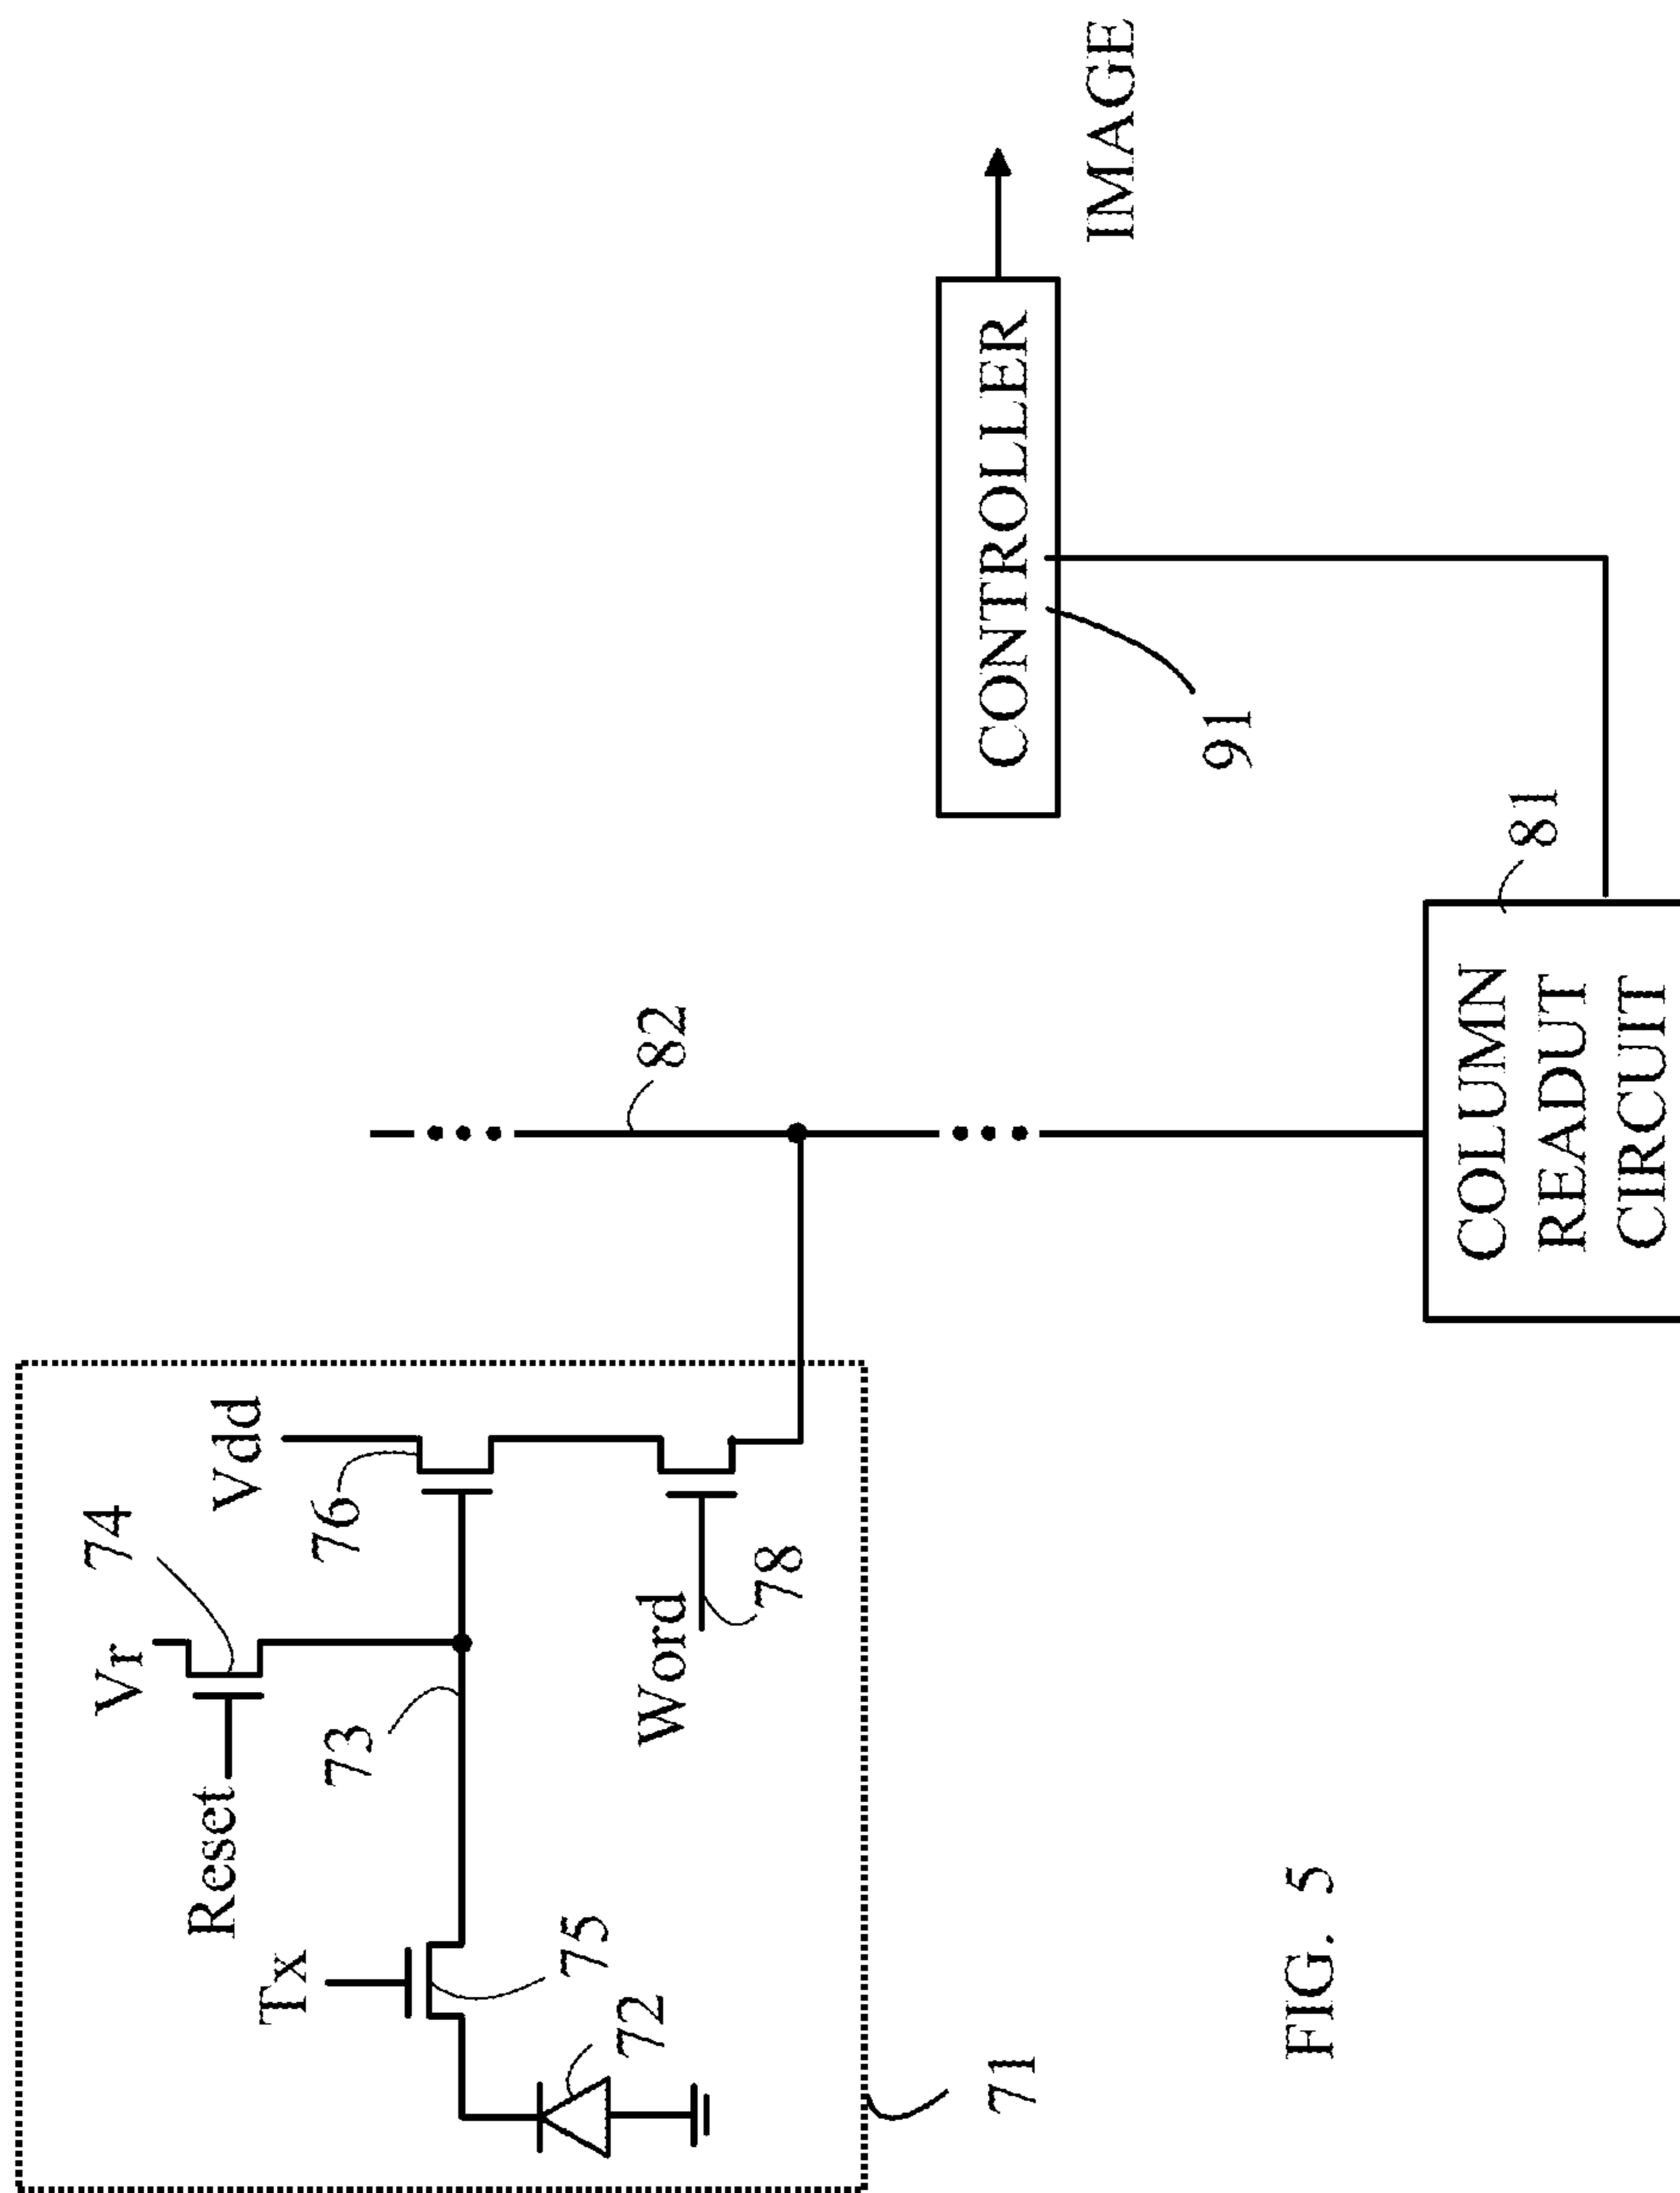 Vr
74
Vdd
Reset
76
Tx
73
75
Word
82
72
78
71
CONTROLLER
IMAGE
91
81
COLUMN
READUT
CIRCUIT
FIG. 5